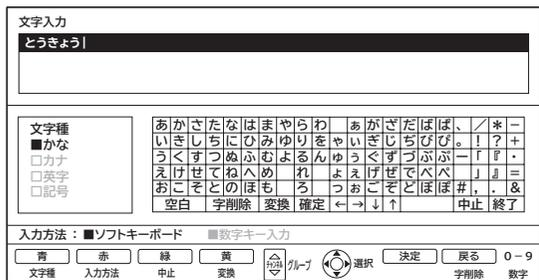 文字入力
とうきょう
文字種
■かな
□カナ
□英字
□記号
あかさたなはまやらわ ぁがざだばぱ、/*-
いきしちにひみゆりをゃぃぎじぢびぴ。!?+
うくすつぬふむよるんゅぅぐずづぶぷー「『・
えけせてねへめ れ ょぇげぜでべぺ 」』=
おこそとのほも ろ っぉごぞどぼぽ#,.&
空白 字削除 変換 確定 ←→↓↑ 中止 終了
入力方法:■ソフトキーボード ■数字キー入力
青 赤 緑 黄 チャンネル グループ 選択 決定 戻る 0-9
文字種 入力方法 中止 変換 字削除 数字